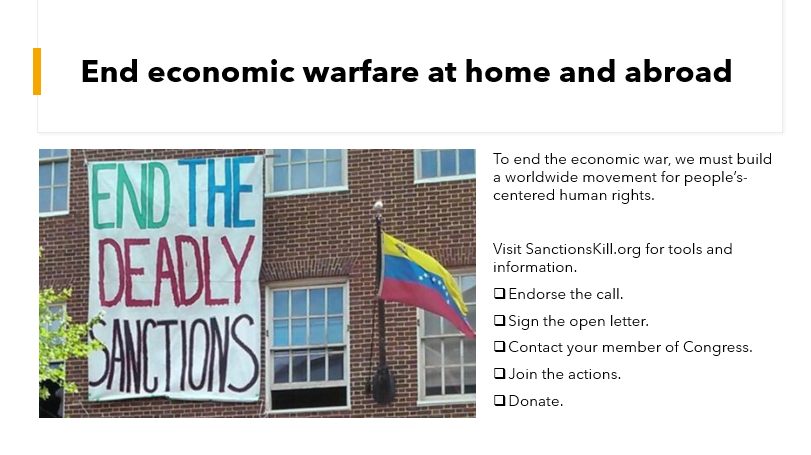 End economic warfare at home and abroad
END THE
DEADLY
SANCTIONS
To end the economic war, we must build
a worldwide movement for people’s-
centered human rights.
Visit SanctionsKill.org for tools and
information.
❑Endorse the call.
❑Sign the open letter.
❑Contact your member of Congress.
❑Join the actions.
❑Donate.